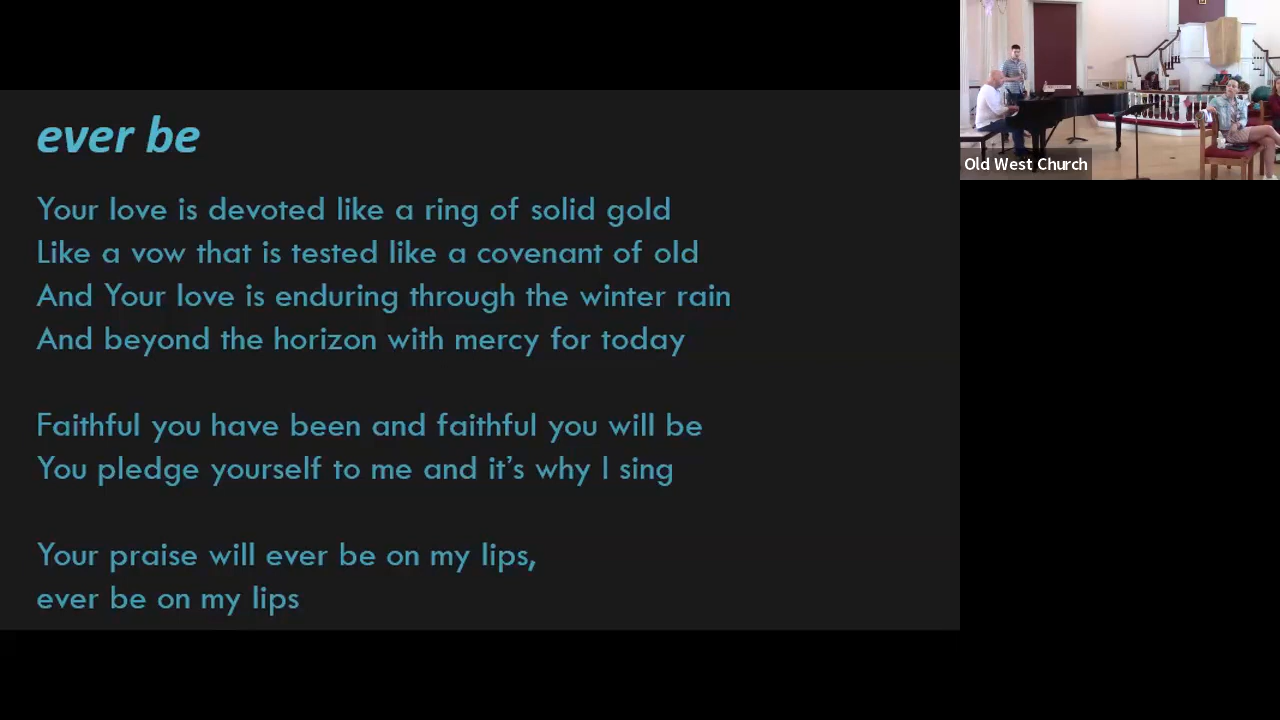 ever be
Your love is devoted like a ring of solid gold
Like a vow that is tested like a covenant of old
And Your love is enduring through the winter rain
And beyond the horizon with mercy for today
Faithful you have been and faithful you will be
You pledge yourself to me and it's why I sing
Your praise will ever be on my lips,
ever be on my lips
Old West Church